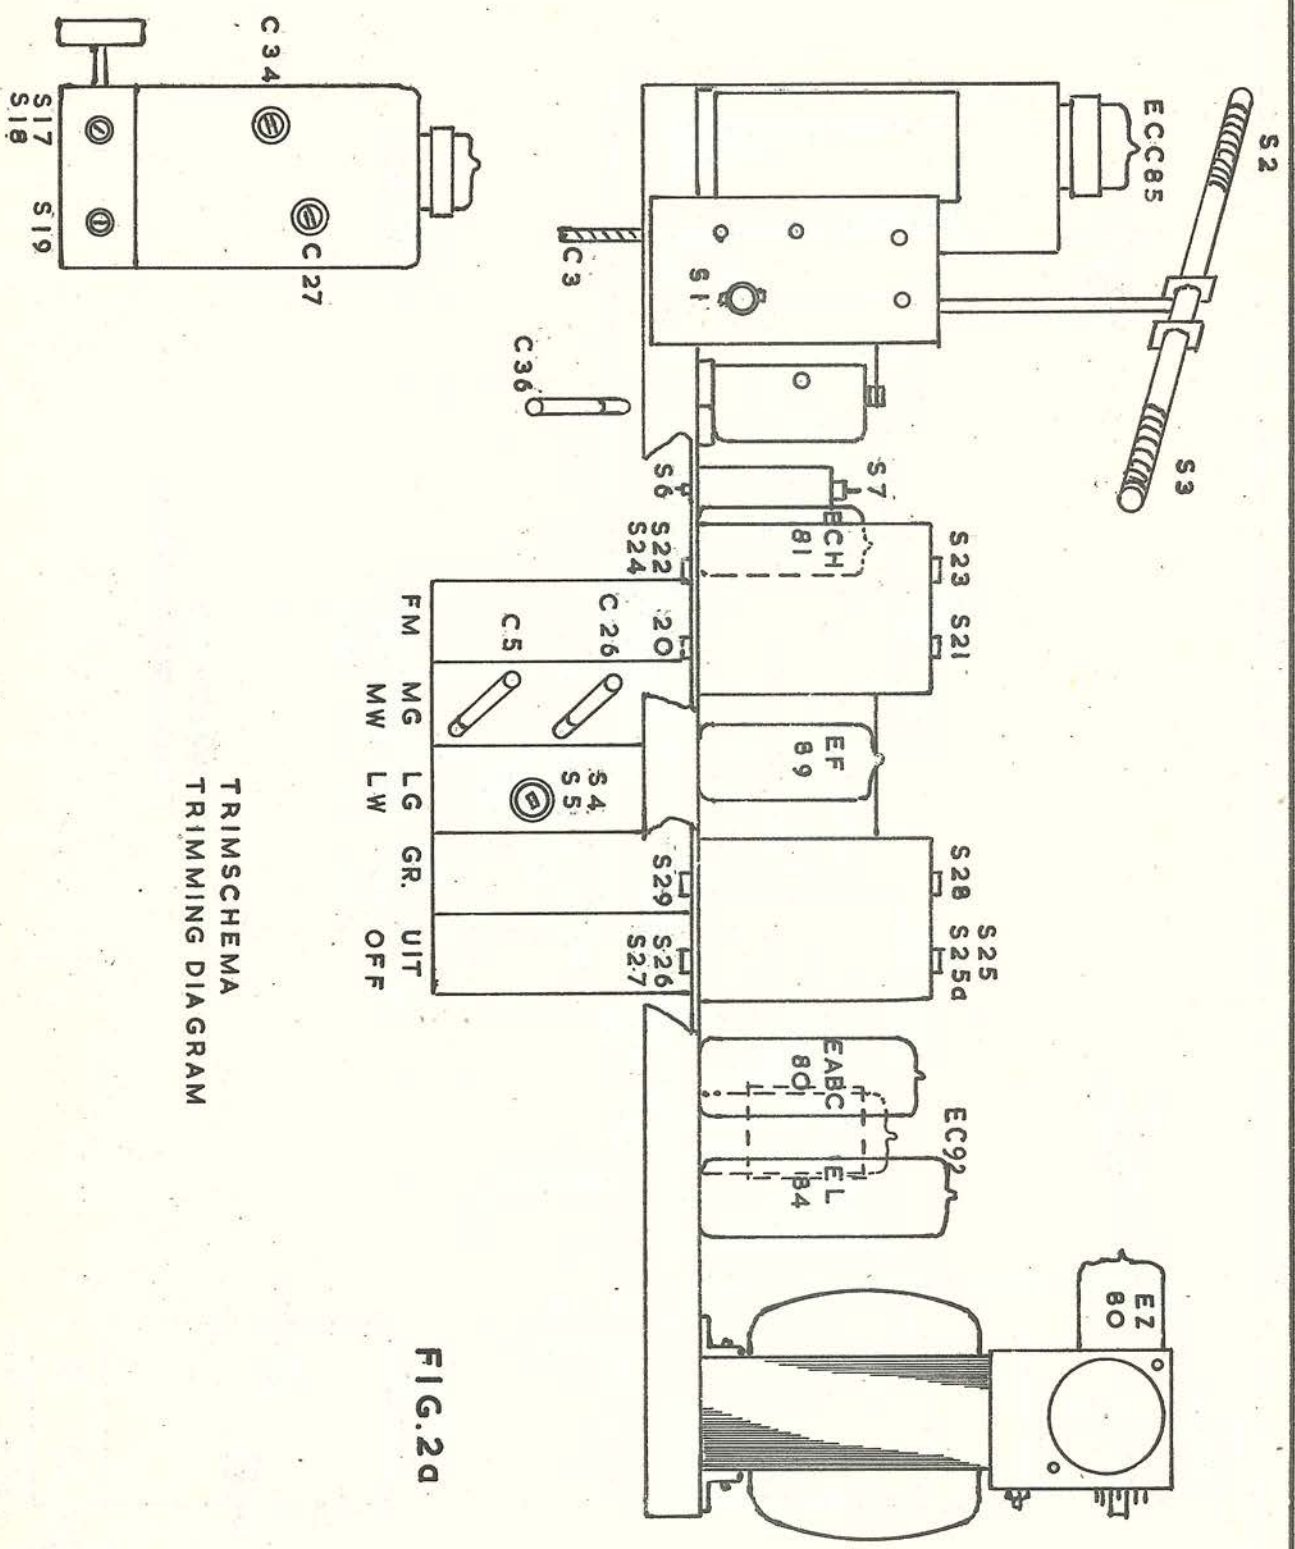 S2
S3
ECC85
C3
S1
C36
S7
S6
ECH
81
S23
S21
S22
S24
20
C26
C5
EF
89
S4
S5
S28
S25
S25a
S29
S26
S27
EABC
80
EC92
EL
84
EZ
80
FM
MG
MW
LG
LW
GR.
UIT
OFF
C34
C27
S17
S18
S19
TRIMSCHEMA
TRIMMING DIAGRAM
FIG.2a